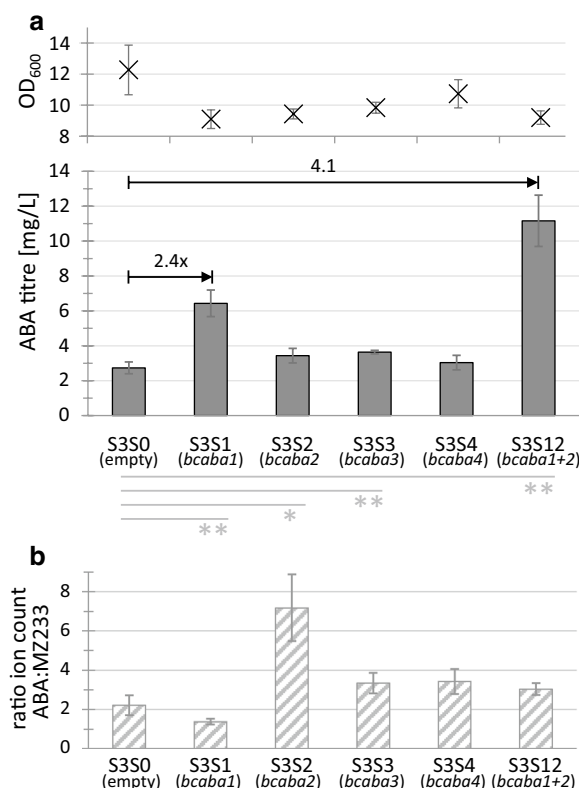 a
OD600
14
12
10
8
ABA titre [mg/L]
14
12
10
8
6
4
2
0
4.1
2.4x
S3S0 S3S1 S3S2 S3S3 S3S4 S3S12
(empty) (bcaba1) (bcaba2 (bcaba3) (bcaba4) (bcaba1+2)
** * ** **
b
ratio ion count
ABA:MZ233
8
6
4
2
0
S3S0 S3S1 S3S2 S3S3 S3S4 S3S12
(empty) (bcaba1) (bcaba2) (bcaba3) (bcaba4) (bcaba1+2)